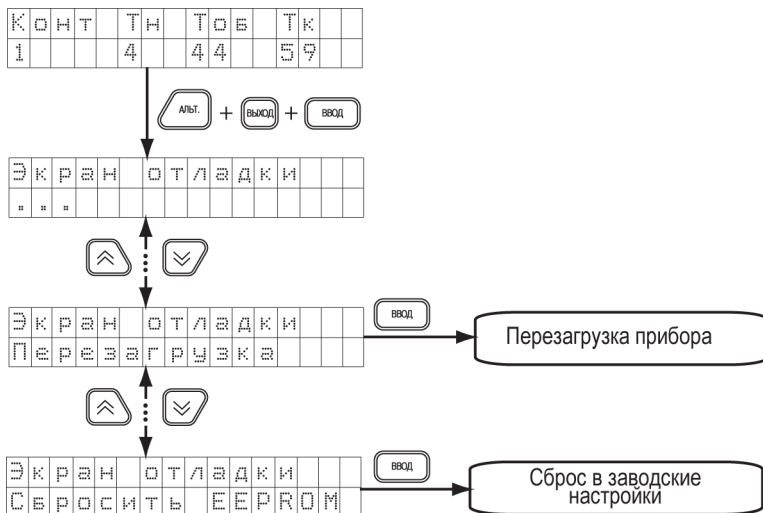 Конт Тн Тоб Тк
1 4 44 59
АЛЬТ. + ВЫХОД + ВВОД
Экран отладки
...
Экран отладки
Перезагрузка
ВВОД
Перезагрузка прибора
Экран отладки
Сбросить EEPROM
ВВОД
Сброс в заводские
настройки